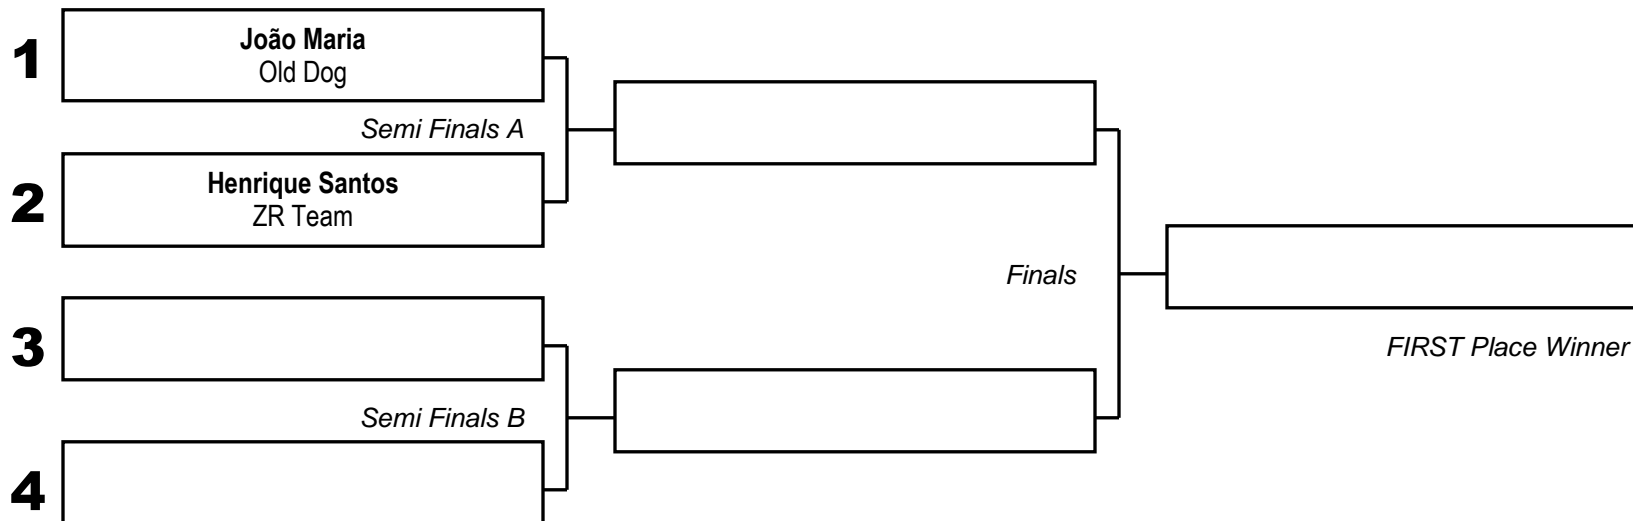 1
João Maria
Old Dog
Semi Finals A
2
Henrique Santos
ZR Team
Finals
3
FIRST Place Winner
Semi Finals B
4